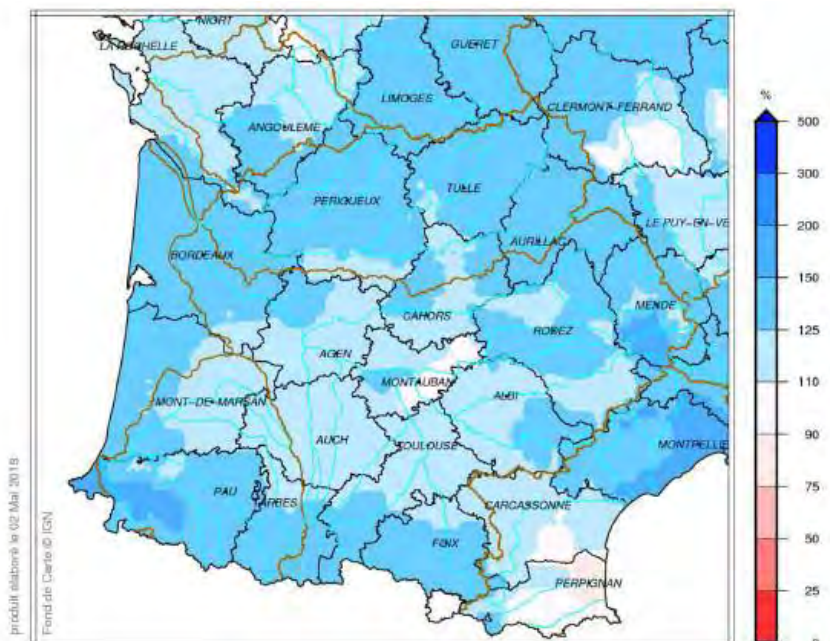 NIORT
LA ROCHELLE
GUERET
LIMOGES
CLERMONT-FERRAND
ANGOULEME
PERIGUEUX
TULLE
LE PUY-EN-VE
AURILLAC
BORDEAUX
MENDE
CAHORS
RODEZ
AGEN
MONTAUBAN
ALBI
MONT-DE-MARSAN
AUCH
TOULOUSE
MONTPELLIE
PAU
TARBES
CARCASSONNE
FOIX
PERPIGNAN
%
500
300
200
150
125
110
90
75
50
25
0
produit élaboré le 02 Mai 2018
Fond de Carte © IGN